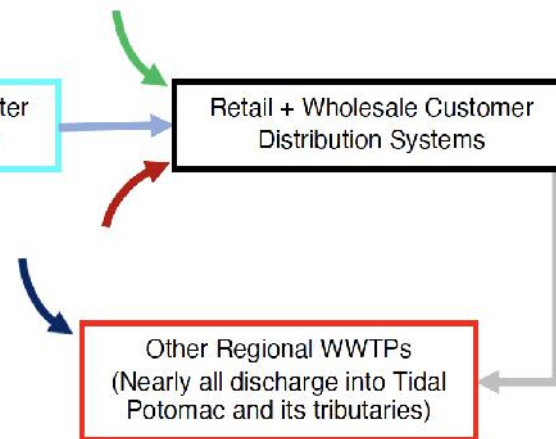 ter
Retail + Wholesale Customer
Distribution Systems
Other Regional WWTPs
(Nearly all discharge into Tidal
Potomac and its tributaries)